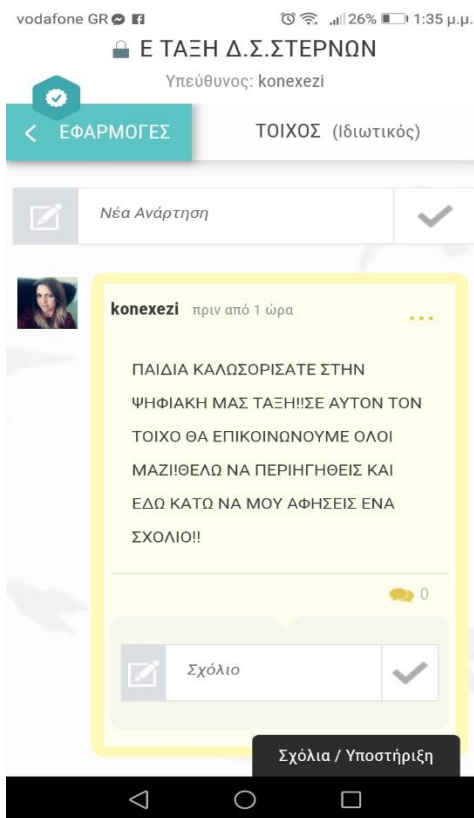 vodafone GR
26% 1:35 μ.μ.
Ε ΤΑΞΗ Δ.Σ.ΣΤΕΡΝΩΝ
Υπεύθυνος: konexezi
ΕΦΑΡΜΟΓΕΣ
ΤΟΙΧΟΣ (Ιδιωτικός)
Νέα Ανάρτηση
konexezi πριν από 1 ώρα
ΠΑΙΔΙΑ ΚΑΛΩΣΟΡΙΣΑΤΕ ΣΤΗΝ
ΨΗΦΙΑΚΗ ΜΑΣ ΤΑΞΗ!!ΣΕ ΑΥΤΟΝ ΤΟΝ
ΤΟΙΧΟ ΘΑ ΕΠΙΚΟΙΝΩΝΟΥΜΕ ΟΛΟΙ
ΜΑΖΙ!ΘΕΛΩ ΝΑ ΠΕΡΙΗΓΗΘΕΙΣ ΚΑΙ
ΕΔΩ ΚΑΤΩ ΝΑ ΜΟΥ ΑΦΗΣΕΙΣ ΕΝΑ
ΣΧΟΛΙΟ!!
0
Σχόλιο
Σχόλια / Υποστήριξη